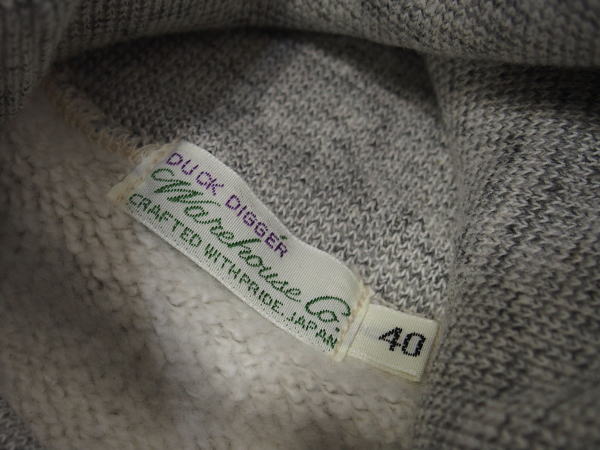 DUCK DIGGER
Warehouse Co.
CRAFTED WITH PRIDE. JAPAN
40